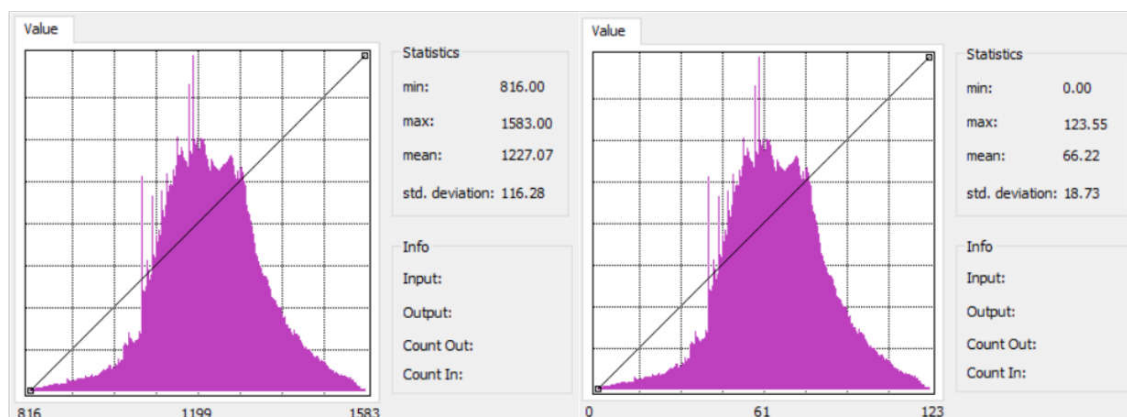 Value
Statistics
min: 816.00
max: 1583.00
mean: 1227.07
std. deviation: 116.28
Info
Input:
Output:
Count Out:
Count In:
816 1199 1583
Value
Statistics
min: 0.00
max: 123.55
mean: 66.22
std. deviation: 18.73
Info
Input:
Output:
Count Out:
Count In:
0 61 123